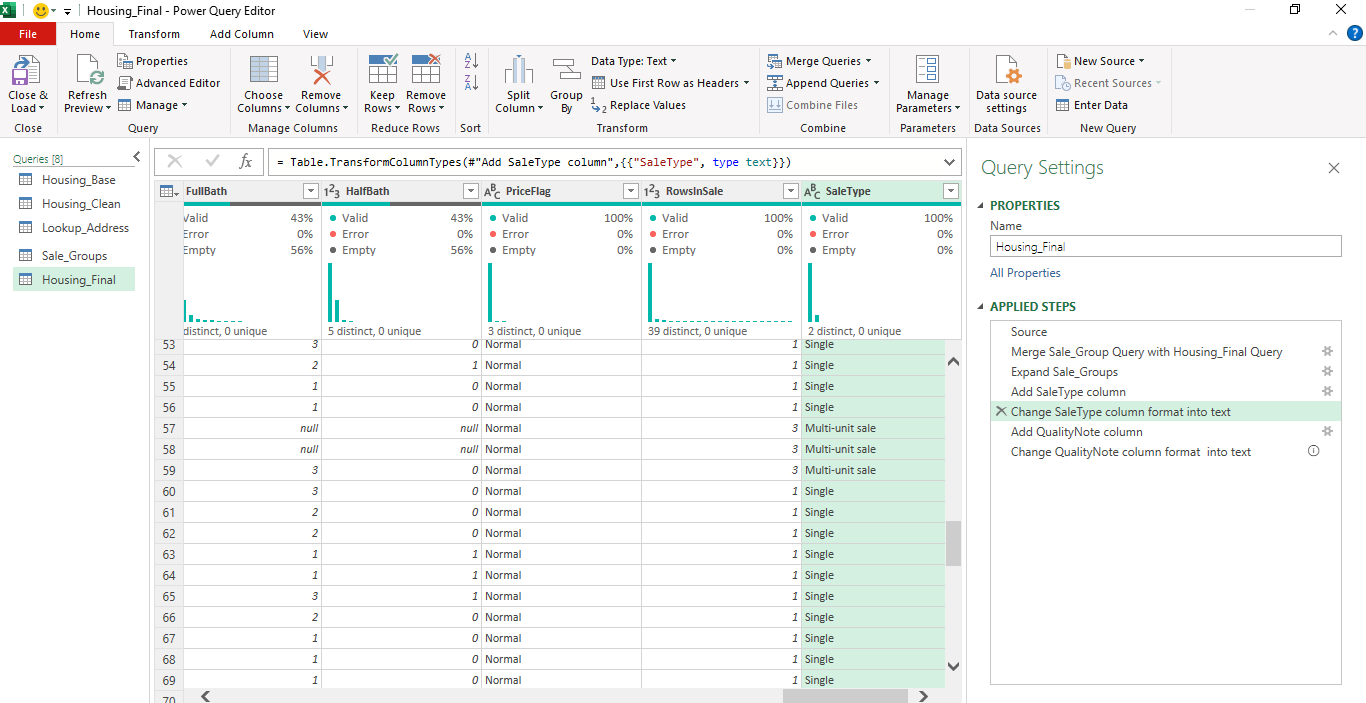 Housing_Final - Power Query Editor
File Home Transform Add Column View
Close & Load
Refresh Preview
Properties
Advanced Editor
Manage
Choose Columns
Remove Columns
Keep Rows
Remove Rows
Split Column
Group By
Data Type: Text
Use First Row as Headers
Replace Values
Merge Queries
Append Queries
Combine Files
Manage Parameters
Data source settings
New Source
Recent Sources
Enter Data
Close Query Manage Columns Reduce Rows Sort Transform Combine Parameters Data Sources New Query
Queries [8]
Housing_Base
Housing_Clean
Lookup_Address
Sale_Groups
Housing_Final
fx = Table.TransformColumnTypes(#"Add SaleType column",{{"SaleType", type text}})
FullBath 123 HalfBath ABC PriceFlag 123 RowsInSale ABC SaleType
Valid 43% Valid 43% Valid 100% Valid 100% Valid 100%
Error 0% Error 0% Error 0% Error 0% Error 0%
Empty 56% Empty 56% Empty 0% Empty 0% Empty 0%
distinct, 0 unique 5 distinct, 0 unique 3 distinct, 0 unique 39 distinct, 0 unique 2 distinct, 0 unique
53 3 0 Normal 1 Single
54 2 1 Normal 1 Single
55 1 0 Normal 1 Single
56 1 0 Normal 1 Single
57 null null Normal 3 Multi-unit sale
58 null null Normal 3 Multi-unit sale
59 3 0 Normal 3 Multi-unit sale
60 3 0 Normal 1 Single
61 2 0 Normal 1 Single
62 2 0 Normal 1 Single
63 1 1 Normal 1 Single
64 1 1 Normal 1 Single
65 3 1 Normal 1 Single
66 2 0 Normal 1 Single
67 1 0 Normal 1 Single
68 1 0 Normal 1 Single
69 1 0 Normal 1 Single
70
Query Settings
PROPERTIES
Name
Housing_Final
All Properties
APPLIED STEPS
Source
Merge Sale_Group Query with Housing_Final Query
Expand Sale_Groups
Add SaleType column
Change SaleType column format into text
Add QualityNote column
Change QualityNote column format  into text